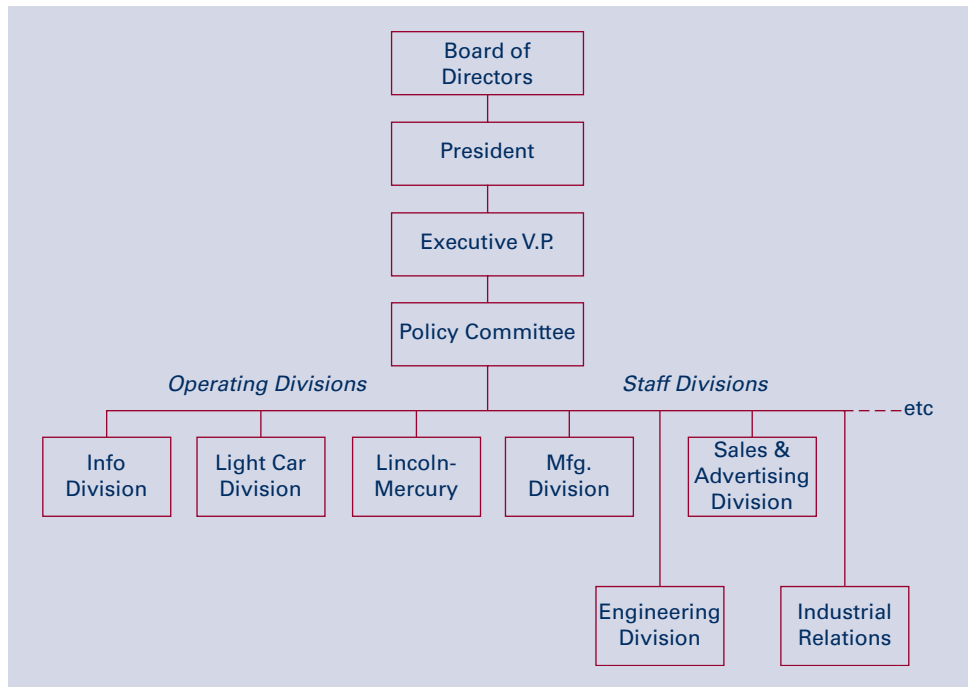 Board of
Directors
President
Executive V.P.
Policy Committee
Operating Divisions
Staff Divisions
etc
Info
Division
Light Car
Division
Lincoln-
Mercury
Mfg.
Division
Sales &
Advertising
Division
Engineering
Division
Industrial
Relations